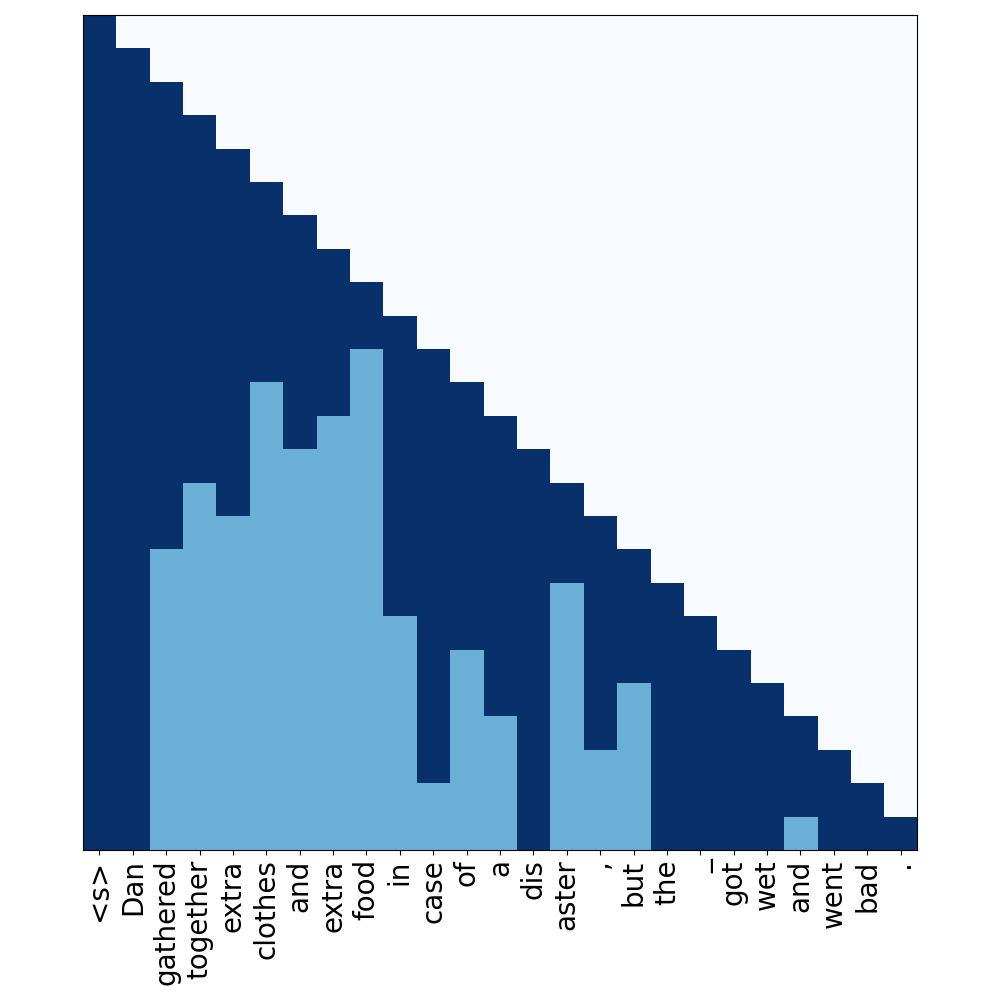 <s>
Dan
gathered
together
extra
clothes
and
extra
food
in
case
of
a
dis
aster
,
but
the
_
got
wet
and
went
bad
.